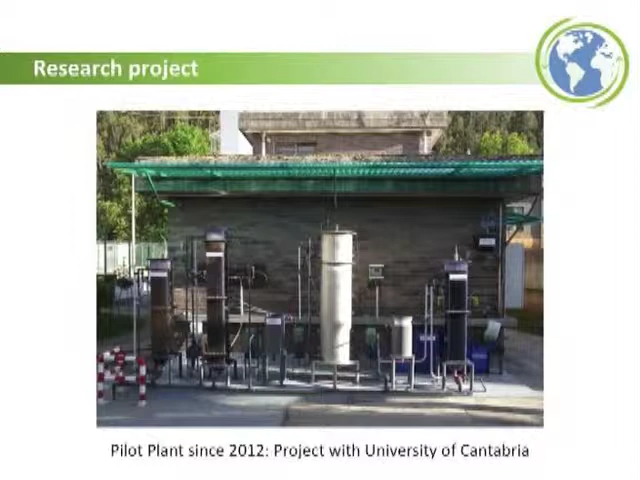 Research project
Pilot Plant since 2012: Project with University of Cantabria